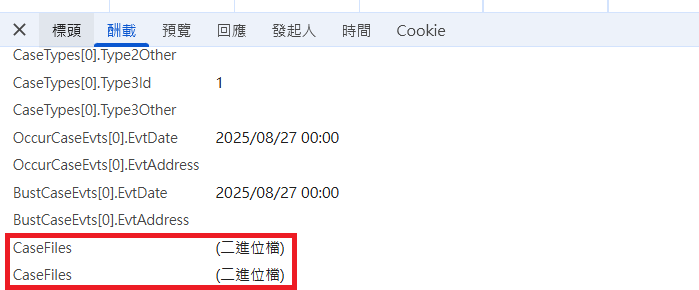 標頭 酬載 預覽 回應 發起人 時間 Cookie
CaseTypes[0].Type2Other
CaseTypes[0].Type3Id 1
CaseTypes[0].Type3Other
OccurCaseEvts[0].EvtDate 2025/08/27 00:00
OccurCaseEvts[0].EvtAddress
BustCaseEvts[0].EvtDate 2025/08/27 00:00
BustCaseEvts[0].EvtAddress
CaseFiles (二進位檔)
CaseFiles (二進位檔)